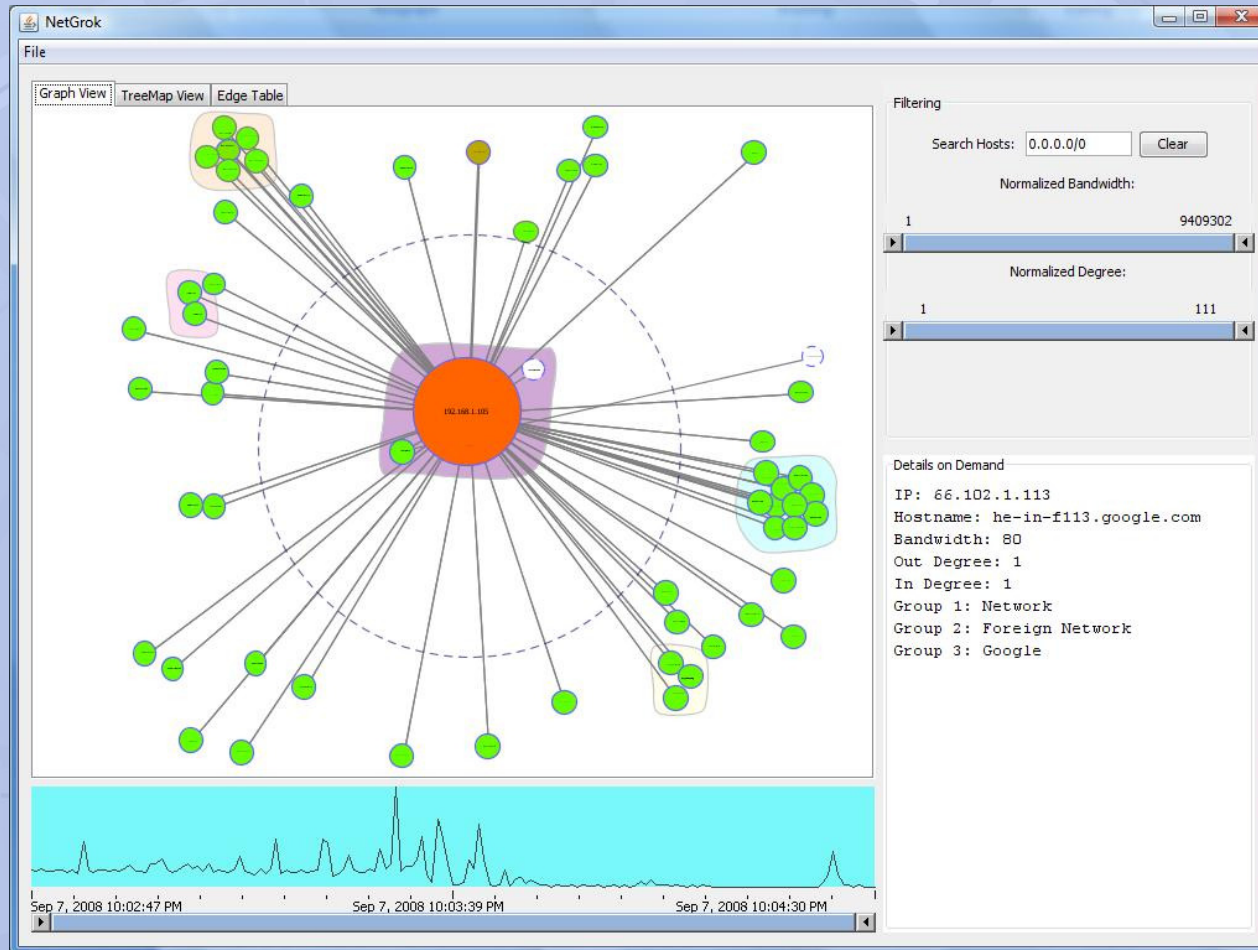 NetGrok
File
Graph View
TreeMap View
Edge Table
192.168.1.105
Filtering
Search Hosts: 0.0.0.0/0 Clear
Normalized Bandwidth:
1 9409302
Normalized Degree:
1 111
Details on Demand
IP: 66.102.1.113
Hostname: he-in-f113.google.com
Bandwidth: 80
Out Degree: 1
In Degree: 1
Group 1: Network
Group 2: Foreign Network
Group 3: Google
Sep 7, 2008 10:02:47 PM
Sep 7, 2008 10:03:39 PM
Sep 7, 2008 10:04:30 PM